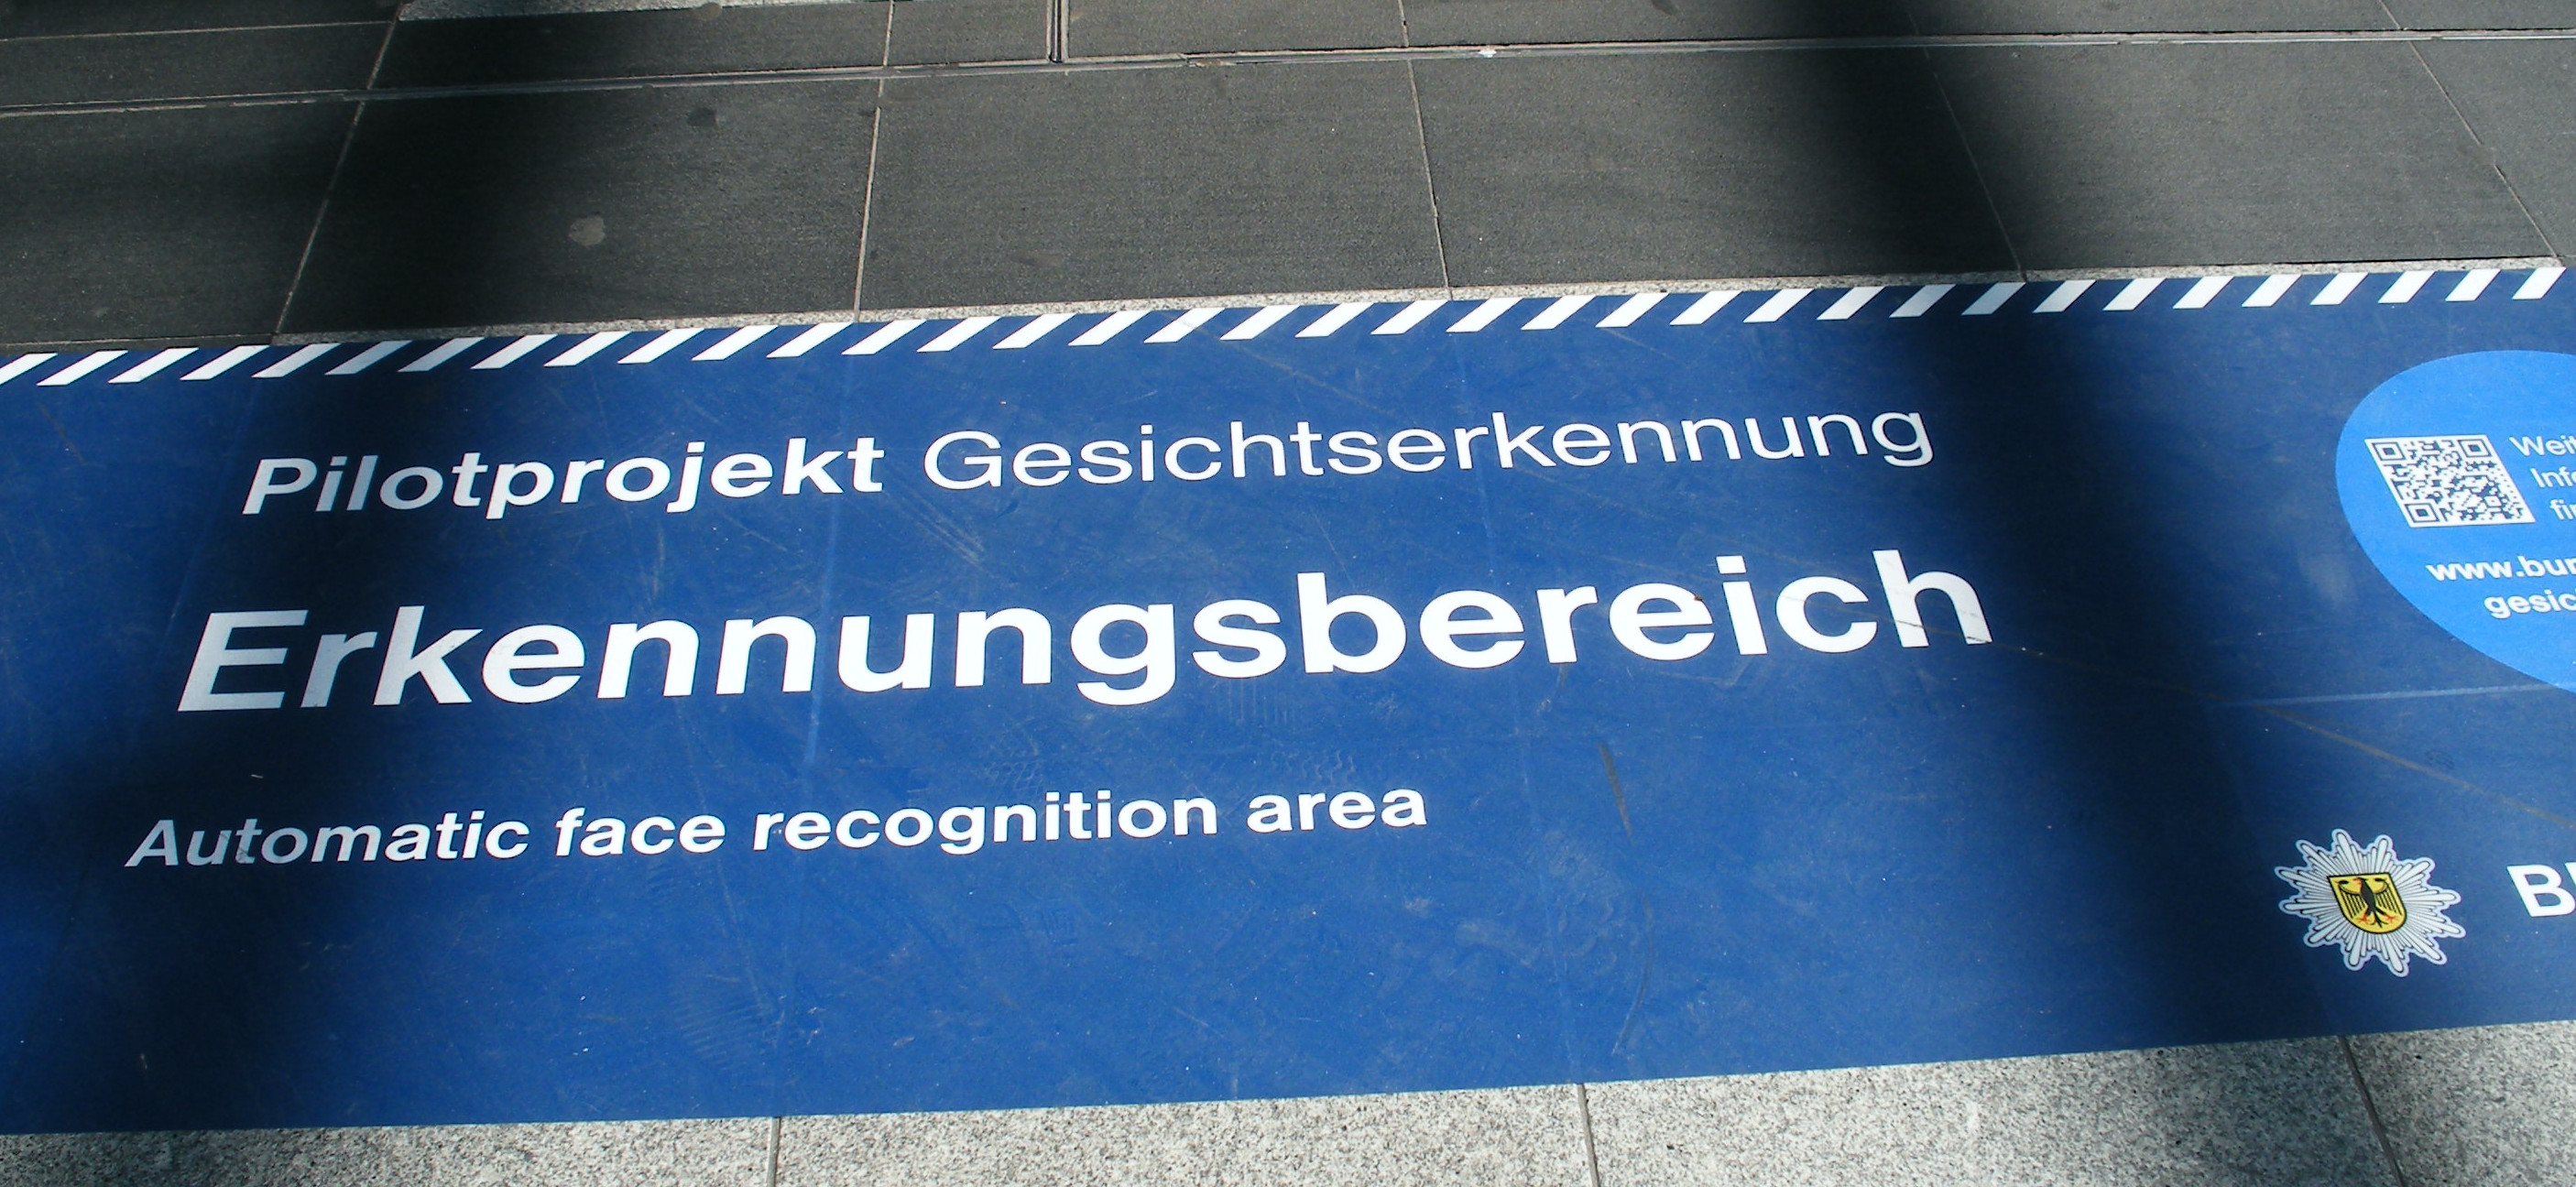 Pilotprojekt Gesichtserkennung
Erkennungsbereich
Automatic face recognition area